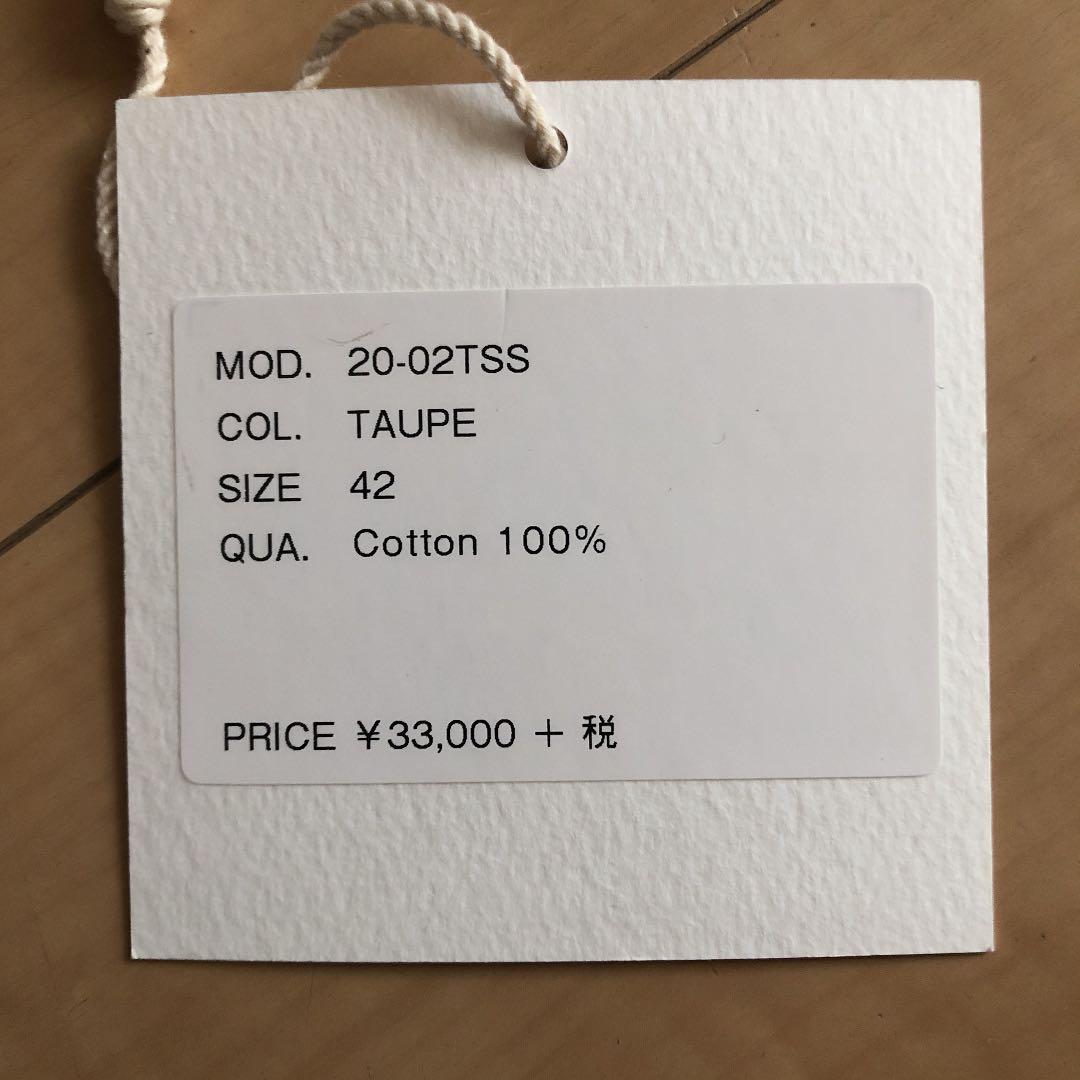 MOD. 20-02TSS
COL. TAUPE
SIZE 42
QUA. Cotton 100%
PRICE ¥33,000 + 税